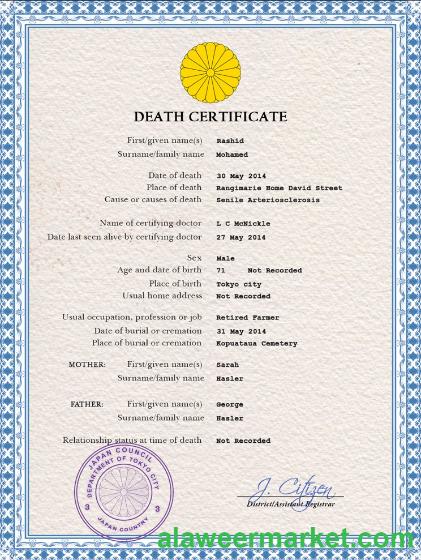 DEATH CERTIFICATE
First/given name(s) Rashid
Surname/family name Mohamed
Date of death 30 May 2014
Place of death Rangimarie Home David Street
Cause or causes of death Senile Arteriosclerosis
Name of certifying doctor L C McNickle
Date last seen alive by certifying doctor 27 May 2014
Sex Male
Age and date of birth 71 Not Recorded
Place of birth Tokyo city
Usual home address Not Recorded
Usual occupation, profession or job Retired Farmer
Date of burial or cremation 31 May 2014
Place of burial or cremation Kopuataua Cemetery
MOTHER: First/given name(s) Sarah
Surname/family name Hasler
FATHER: First/given name(s) George
Surname/family name Hasler
Relationship status at time of death Not Recorded
JAPAN COUNCIL
DEPARTMENT OF TOKYO CITY
3 3
JAPAN COUNTRY
J. Citizen
District/Assistant Registrar
alaweermarket.com